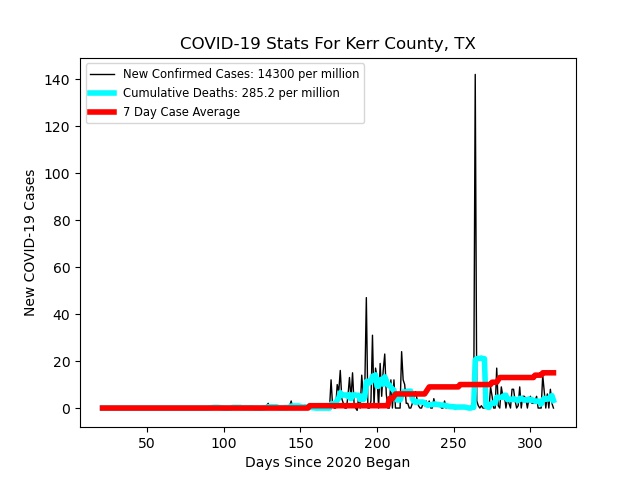 COVID-19 Stats For Kerr County, TX
New Confirmed Cases: 14300 per million
Cumulative Deaths: 285.2 per million
7 Day Case Average
140
120
100
80
60
40
20
0
New COVID-19 Cases
50 100 150 200 250 300
Days Since 2020 Began